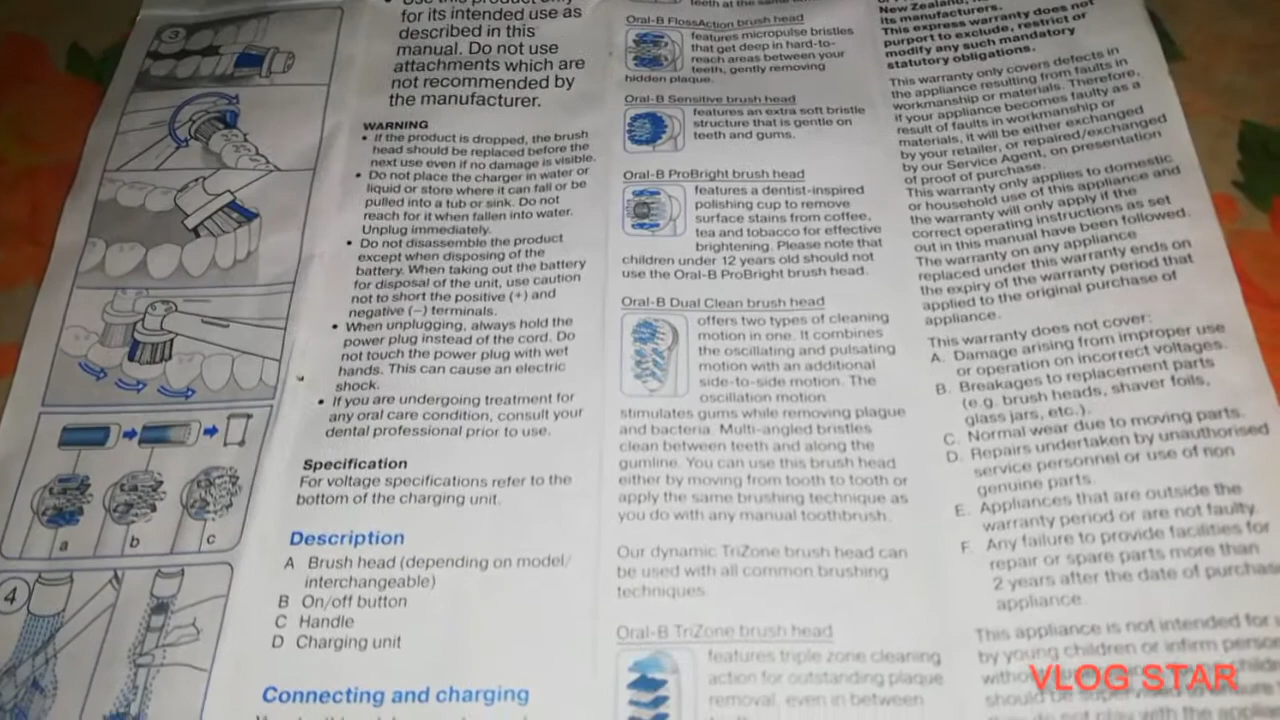 3
a
b
c
4
Use this product only
for its intended use as
described in this
manual. Do not use
attachments which are
not recommended by
the manufacturer.
WARNING
• If the product is dropped, the brush
head should be replaced before the
next use even if no damage is visible.
• Do not place the charger in water or
liquid or store where it can fall or be
pulled into a tub or sink. Do not
reach for it when fallen into water.
Unplug immediately.
• Do not disassemble the product
except when disposing of the
battery. When taking out the battery
for disposal of the unit, use caution
not to short the positive (+) and
negative (–) terminals.
• When unplugging, always hold the
power plug instead of the cord. Do
not touch the power plug with wet
hands. This can cause an electric
shock.
• If you are undergoing treatment for
any oral care condition, consult your
dental professional prior to use.
Specification
For voltage specifications refer to the
bottom of the charging unit.
Description
A Brush head (depending on model/
interchangeable)
B On/off button
C Handle
D Charging unit
Connecting and charging
teeth at the same
Oral-B FlossAction brush head
features micropulse bristles
that get deep in hard-to-
reach areas between your
teeth, gently removing
hidden plaque.
Oral-B Sensitive brush head
features an extra soft bristle
structure that is gentle on
teeth and gums.
Oral-B ProBright brush head
features a dentist-inspired
polishing cup to remove
surface stains from coffee,
tea and tobacco for effective
brightening. Please note that
children under 12 years old should not
use the Oral-B ProBright brush head.
Oral-B Dual Clean brush head
offers two types of cleaning
motion in one. It combines
the oscillating and pulsating
motion with an additional
side-to-side motion. The
oscillation motion
stimulates gums while removing plaque
and bacteria. Multi-angled bristles
clean between teeth and along the
gumline. You can use this brush head
either by moving from tooth to tooth or
apply the same brushing technique as
you do with any manual toothbrush.
Our dynamic TriZone brush head can
be used with all common brushing
techniques
Oral-B TriZone brush head
features triple zone cleaning
action for outstanding plaque
removal, even in between
New Zealand,
its manufacturers.
This express warranty does not
purport to exclude, restrict or
modify any such mandatory
statutory obligations.
This warranty only covers defects in
the appliance resulting from faults in
workmanship or materials. Therefore,
if your appliance becomes faulty as a
result of faults in workmanship or
materials, it will be either exchanged
by your retailer, or repaired/exchanged
by our Service Agent, on presentation
of proof of purchase.
This warranty only applies to domestic
or household use of this appliance and
the warranty will only apply if the
correct operating instructions as set
out in this manual have been followed.
The warranty on any appliance
replaced under this warranty ends on
the expiry of the warranty period that
applied to the original purchase of
appliance.
This warranty does not cover:
A. Damage arising from improper use
or operation on incorrect voltages.
B. Breakages to replacement parts
(e.g. brush heads, shaver foils,
glass jars, etc.).
C. Normal wear due to moving parts.
D. Repairs undertaken by unauthorised
service personnel or use of non
genuine parts.
E. Appliances that are outside the
warranty period or are not faulty.
F. Any failure to provide facilities for
repair or spare parts more than
2 years after the date of purchas
appliance.
This appliance is not intended for
by young children or infirm
should be
VLOG STAR